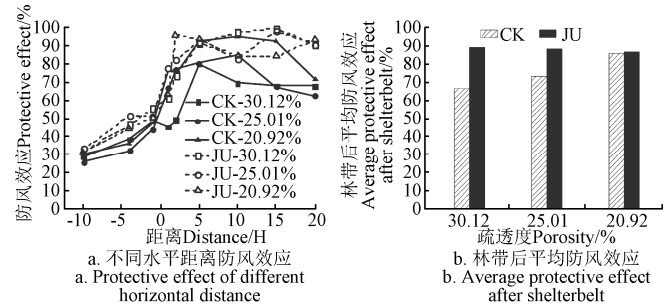 防风效应Protective effect/%
100
90
80
70
60
50
40
30
20
10
0
CK-30.12%
CK-25.01%
CK-20.92%
JU-30.12%
JU-25.01%
JU-20.92%
-10 -5 0 5 10 15 20
距离Distance/H
a. 不同水平距离防风效应
a. Protective effect of different
horizontal distance
林带后平均防风效应
Average protective effect
after shelterbelt/%
CK JU
100
90
80
70
60
50
40
30
20
10
0
30.12 25.01 20.92
疏透度Porosity/%
b. 林带后平均防风效应
b. Average protective effect
after shelterbelt